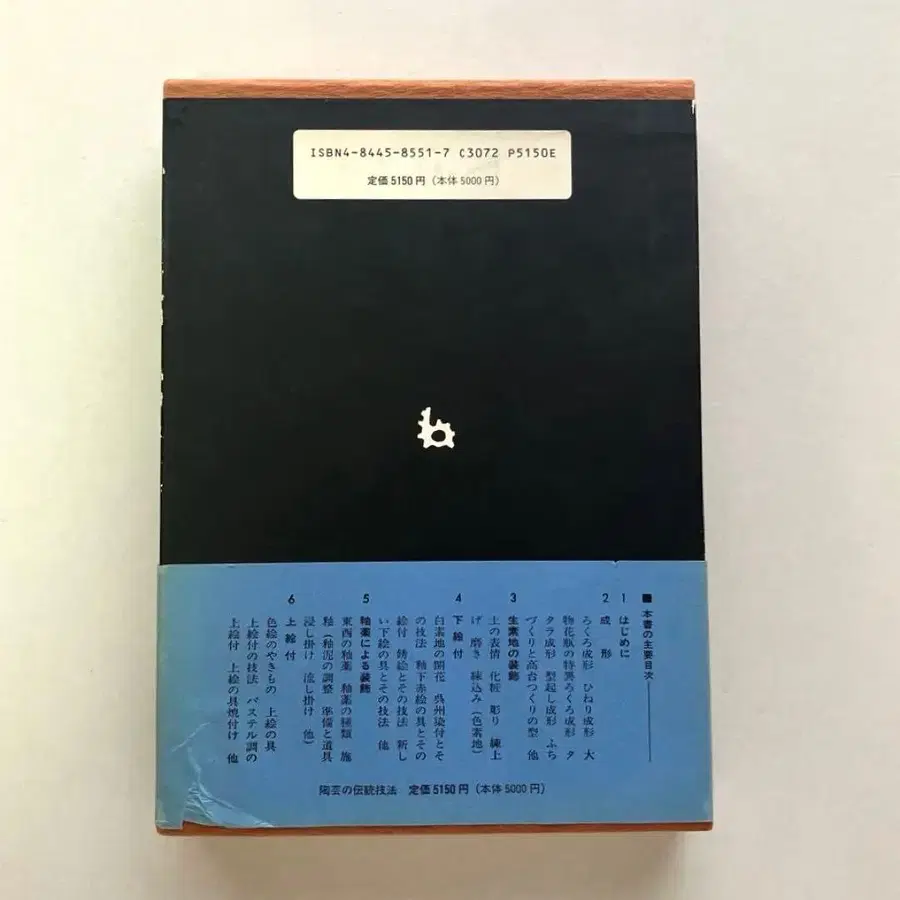 ISBN4-8445-8551-7 C3072 P5150E
定価5150円（本体5000円）
■本書の主要目次
1 はじめに
2 成 形
ろくろ成形 ひねり成形 大
物花瓶の特異ろくろ成形 タ
タラ成形 型起し成形 ふち
づくりと高台つくりの型 他
3 生素地の装飾
土の表情 化粧 彫り 練上
げ 磨き 練込み（色素地）
4 下絵付
白素地の開花 呉州染付とそ
の技法 釉下赤絵の具とその
絵付 銹絵とその技法 新し
い下絵の具とその技法 他
5 釉薬による装飾
東西の釉薬 釉薬の種類 施
釉（釉泥の調整 準備と道具
浸し掛け 流し掛け 他）
6 上絵付
色絵のやきもの 上絵の具
上絵付の技法 パステル調の
上絵付 上絵の具焼付け 他
陶芸の伝統技法 定価5150円（本体5000円）